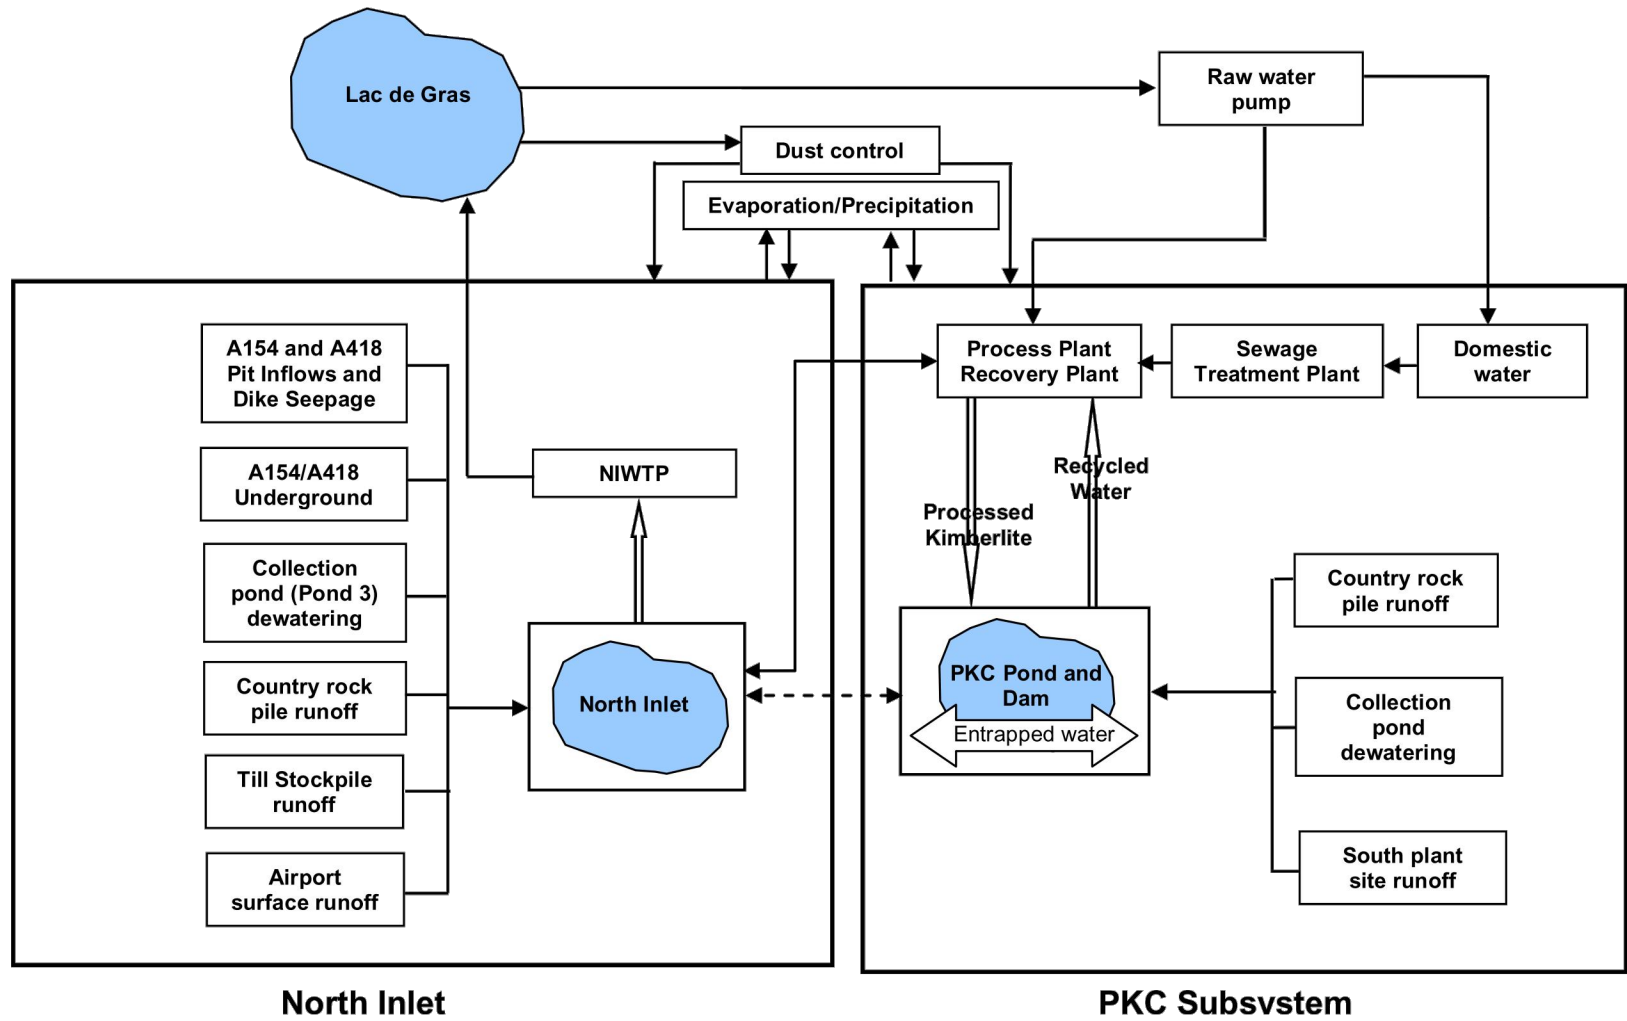 Lac de Gras
Raw water
pump
Dust control
Evaporation/Precipitation
A154 and A418
Pit Inflows and
Dike Seepage
A154/A418
Underground
Collection
pond (Pond 3)
dewatering
Country rock
pile runoff
Till Stockpile
runoff
Airport
surface runoff
NIWTP
North Inlet
Process Plant
Recovery Plant
Sewage
Treatment Plant
Domestic
water
Recycled
Water
Processed
Kimberlite
PKC Pond and
Dam
Entrapped water
Country rock
pile runoff
Collection
pond
dewatering
South plant
site runoff
North Inlet
PKC Subsystem